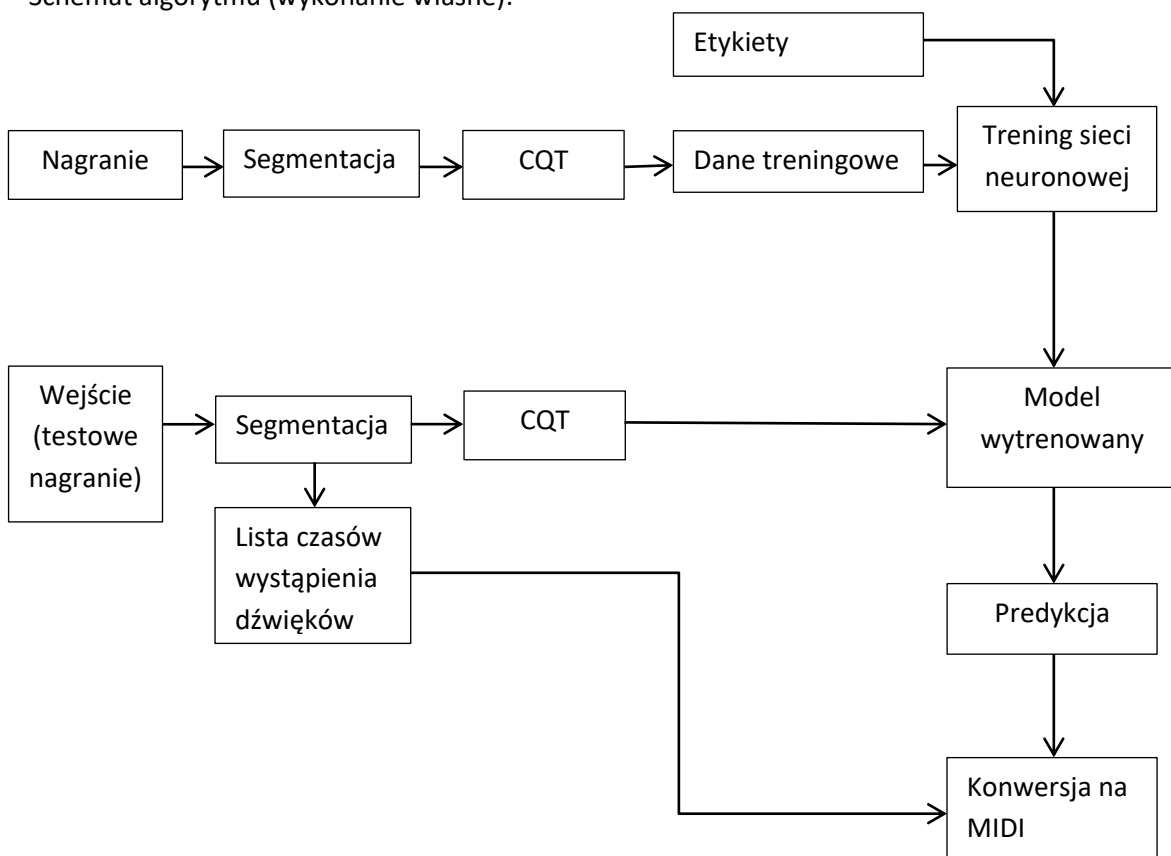 Schemat algorytmu (wykonanie własne):
Etykiety
Nagranie
Segmentacja
CQT
Dane treningowe
Trening sieci
neuronowej
Wejście
(testowe
nagranie)
Segmentacja
CQT
Model
wytrenowany
Lista czasów
wystąpienia
dźwięków
Predykcja
Konwersja na
MIDI